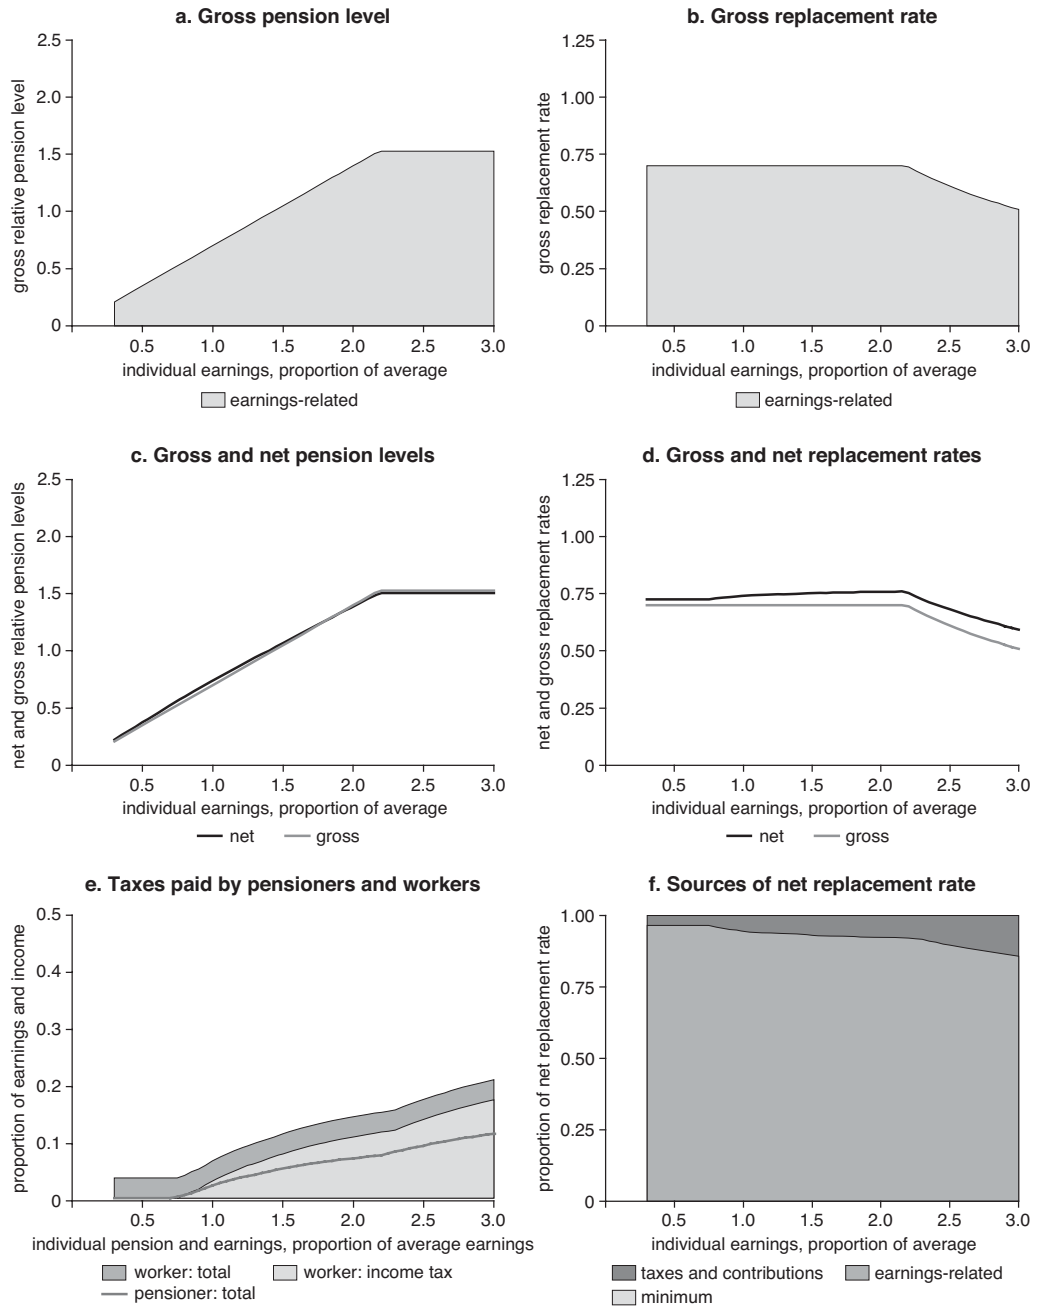 a. Gross pension level
gross relative pension level
2.5
2.0
1.5
1.0
0.5
0
0.5 1.0 1.5 2.0 2.5 3.0
individual earnings, proportion of average
earnings-related
b. Gross replacement rate
gross replacement rate
1.25
1.00
0.75
0.50
0.25
0
0.5 1.0 1.5 2.0 2.5 3.0
individual earnings, proportion of average
earnings-related
c. Gross and net pension levels
net and gross relative pension levels
2.5
2.0
1.5
1.0
0.5
0
0.5 1.0 1.5 2.0 2.5 3.0
individual earnings, proportion of average
net gross
d. Gross and net replacement rates
net and gross replacement rates
1.25
1.00
0.75
0.50
0.25
0
0.5 1.0 1.5 2.0 2.5 3.0
individual earnings, proportion of average
net gross
e. Taxes paid by pensioners and workers
proportion of earnings and income
0.5
0.4
0.3
0.2
0.1
0
0.5 1.0 1.5 2.0 2.5 3.0
individual pension and earnings, proportion of average earnings
worker: total worker: income tax
pensioner: total
f. Sources of net replacement rate
proportion of net replacement rate
1.00
0.75
0.50
0.25
0
0.5 1.0 1.5 2.0 2.5 3.0
individual earnings, proportion of average
taxes and contributions earnings-related
minimum